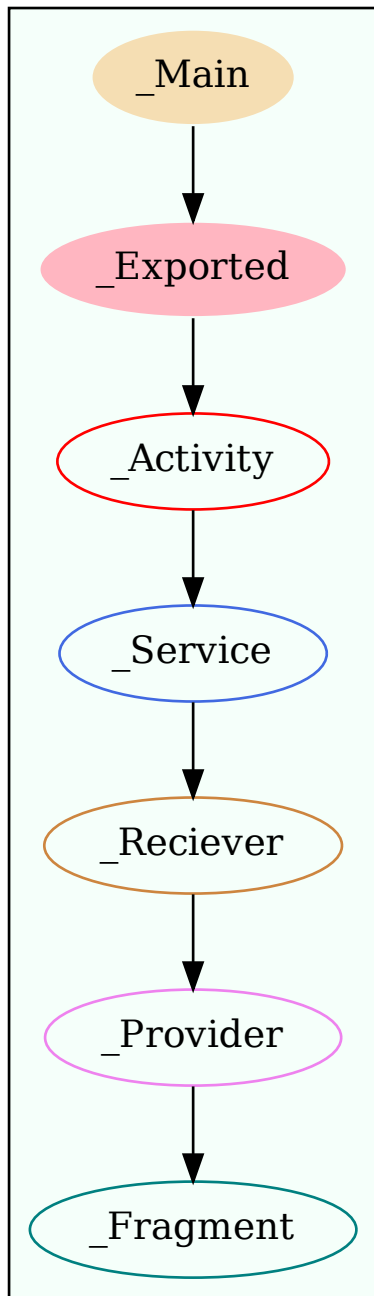 _Main
_Exported
_Activity
_Service
_Reciever
_Provider
_Fragment